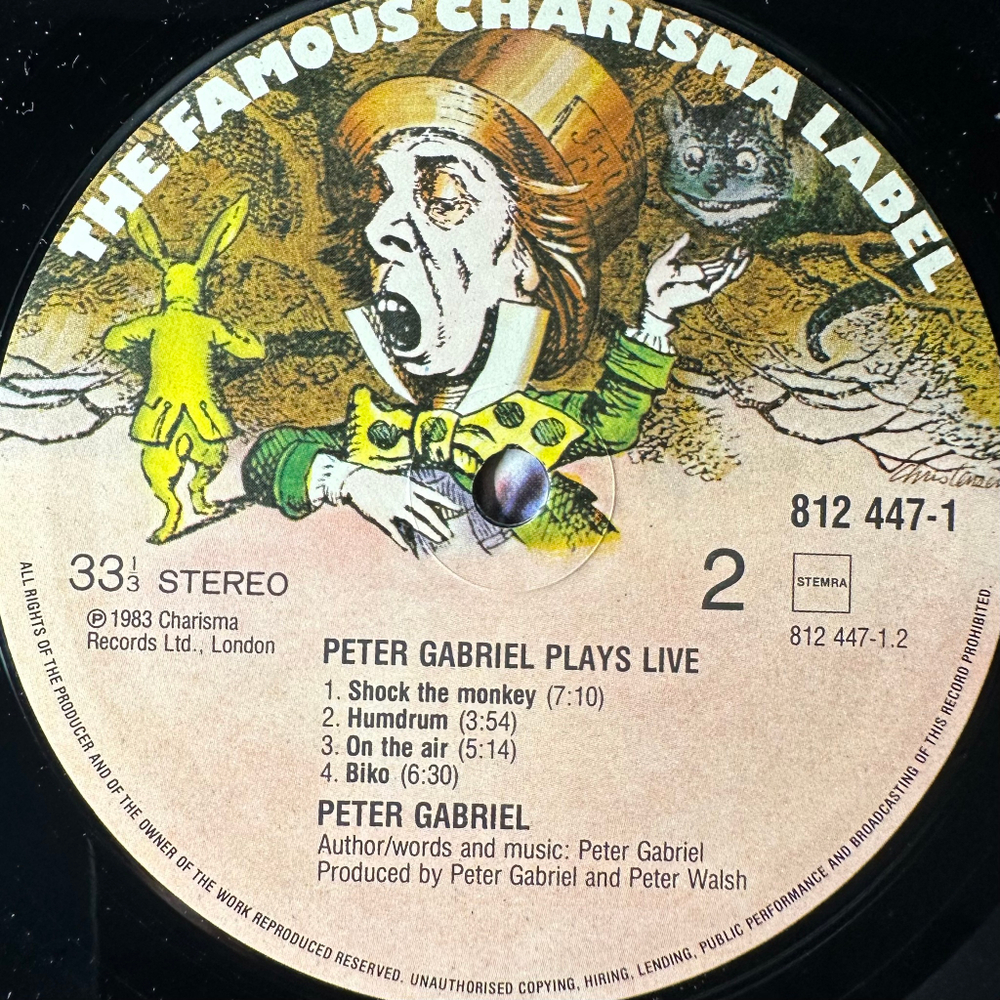 THE FAMOUS CHARISMA LABEL
Christensen
812 447-1
33⅓ STEREO
2
STEMRA
℗ 1983 Charisma
Records Ltd., London
812 447-1.2
PETER GABRIEL PLAYS LIVE
1. Shock the monkey (7:10)
2. Humdrum (3:54)
3. On the air (5:14)
4. Biko (6:30)
PETER GABRIEL
Author/words and music: Peter Gabriel
Produced by Peter Gabriel and Peter Walsh
ALL RIGHTS OF THE PRODUCER AND OF THE OWNER OF THE WORK REPRODUCED RESERVED. UNAUTHORISED COPYING, HIRING, LENDING, PUBLIC PERFORMANCE AND BROADCASTING OF THIS RECORD PROHIBITED.